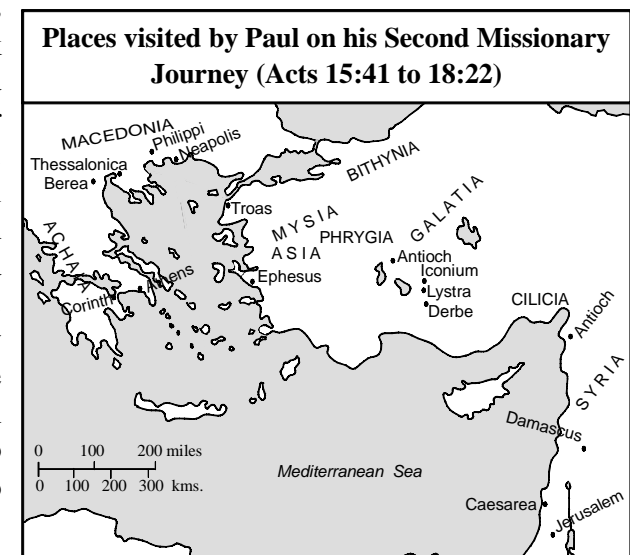 Places visited by Paul on his Second Missionary
Journey (Acts 15:41 to 18:22)
MACEDONIA
Philippi
Neapolis
Thessalonica
Berea
BITHYNIA
Troas
MYSIA
GALATIA
PHRYGIA
ASIA
ACHAIA
Antioch
Iconium
Ephesus
Athens
Lystra
Corinth
Derbe
CILICIA
Antioch
SYRIA
Damascus
0 100 200 miles
0 100 200 300 kms.
Mediterranean Sea
Caesarea
Jerusalem